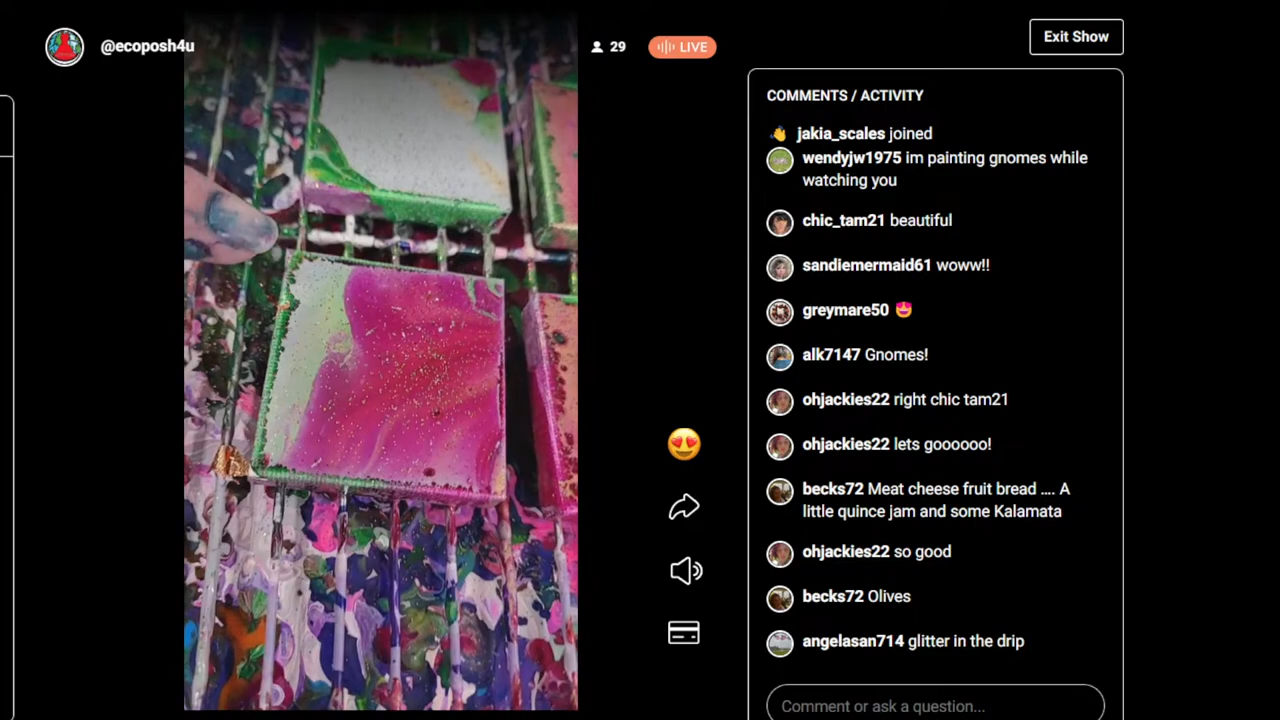 @ecoposh4u
29
LIVE
Exit Show
COMMENTS / ACTIVITY
👋 jakia_scales joined
wendyjw1975 im painting gnomes while
watching you
chic_tam21 beautiful
sandiemermaid61 woww!!
greymare50 🤩
alk7147 Gnomes!
ohjackies22 right chic tam21
ohjackies22 lets goooooo!
becks72 Meat cheese fruit bread .... A
little quince jam and some Kalamata
ohjackies22 so good
becks72 Olives
angelasan714 glitter in the drip
Comment or ask a question...